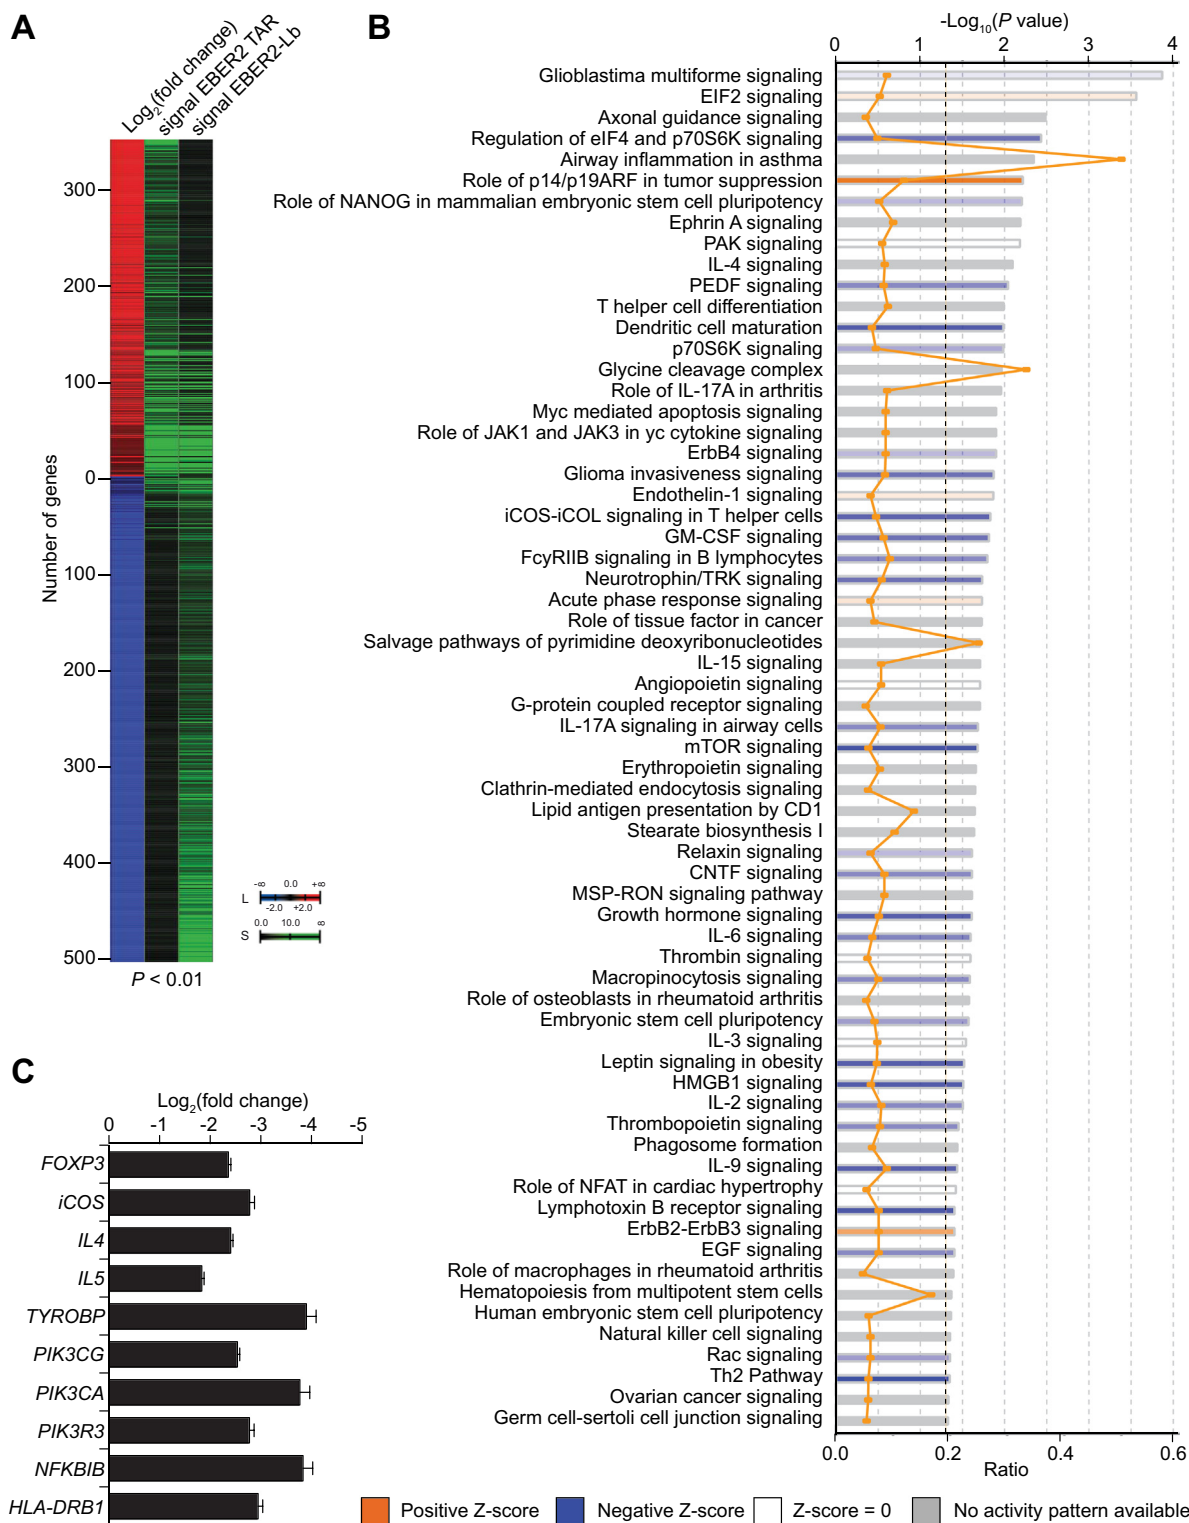 A
Log2(fold change)
signal EBER2 TAR
signal EBER2-Lb
Number of genes
300
200
100
0
100
200
300
400
500
P < 0.01
-∞ 0.0 +∞
L
-2.0 +2.0
0.0 10.0 ∞
S
B
-Log10(P value)
0 1 2 3 4
Glioblastima multiforme signaling
EIF2 signaling
Axonal guidance signaling
Regulation of eIF4 and p70S6K signaling
Airway inflammation in asthma
Role of p14/p19ARF in tumor suppression
Role of NANOG in mammalian embryonic stem cell pluripotency
Ephrin A signaling
PAK signaling
IL-4 signaling
PEDF signaling
T helper cell differentiation
Dendritic cell maturation
p70S6K signaling
Glycine cleavage complex
Role of IL-17A in arthritis
Myc mediated apoptosis signaling
Role of JAK1 and JAK3 in yc cytokine signaling
ErbB4 signaling
Glioma invasiveness signaling
Endothelin-1 signaling
iCOS-iCOL signaling in T helper cells
GM-CSF signaling
FcyRIIB signaling in B lymphocytes
Neurotrophin/TRK signaling
Acute phase response signaling
Role of tissue factor in cancer
Salvage pathways of pyrimidine deoxyribonucleotides
IL-15 signaling
Angiopoietin signaling
G-protein coupled receptor signaling
IL-17A signaling in airway cells
mTOR signaling
Erythropoietin signaling
Clathrin-mediated endocytosis signaling
Lipid antigen presentation by CD1
Stearate biosynthesis I
Relaxin signaling
CNTF signaling
MSP-RON signaling pathway
Growth hormone signaling
IL-6 signaling
Thrombin signaling
Macropinocytosis signaling
Role of osteoblasts in rheumatoid arthritis
Embryonic stem cell pluripotency
IL-3 signaling
Leptin signaling in obesity
HMGB1 signaling
IL-2 signaling
Thrombopoietin signaling
Phagosome formation
IL-9 signaling
Role of NFAT in cardiac hypertrophy
Lymphotoxin B receptor signaling
ErbB2-ErbB3 signaling
EGF signaling
Role of macrophages in rheumatoid arthritis
Hematopoiesis from multipotent stem cells
Human embryonic stem cell pluripotency
Natural killer cell signaling
Rac signaling
Th2 Pathway
Ovarian cancer signaling
Germ cell-sertoli cell junction signaling
0.0 0.2 0.4 0.6
Ratio
Positive Z-score
Negative Z-score
Z-score = 0
No activity pattern available
C
Log2(fold change)
0 -1 -2 -3 -4 -5
FOXP3
iCOS
IL4
IL5
TYROBP
PIK3CG
PIK3CA
PIK3R3
NFKBIB
HLA-DRB1